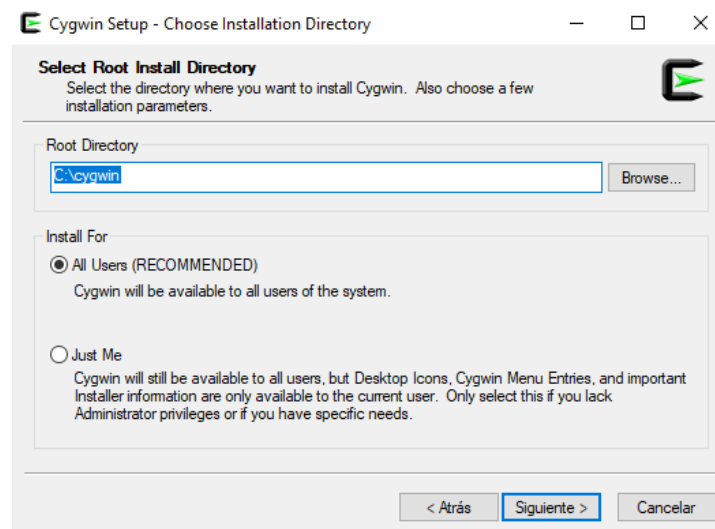 Cygwin Setup - Choose Installation Directory
Select Root Install Directory
Select the directory where you want to install Cygwin. Also choose a few
installation parameters.
Root Directory
C:\cygwin
Browse...
Install For
All Users (RECOMMENDED)
Cygwin will be available to all users of the system.
Just Me
Cygwin will still be available to all users, but Desktop Icons, Cygwin Menu Entries, and important
Installer information are only available to the current user. Only select this if you lack
Administrator privileges or if you have specific needs.
< Atrás
Siguiente >
Cancelar